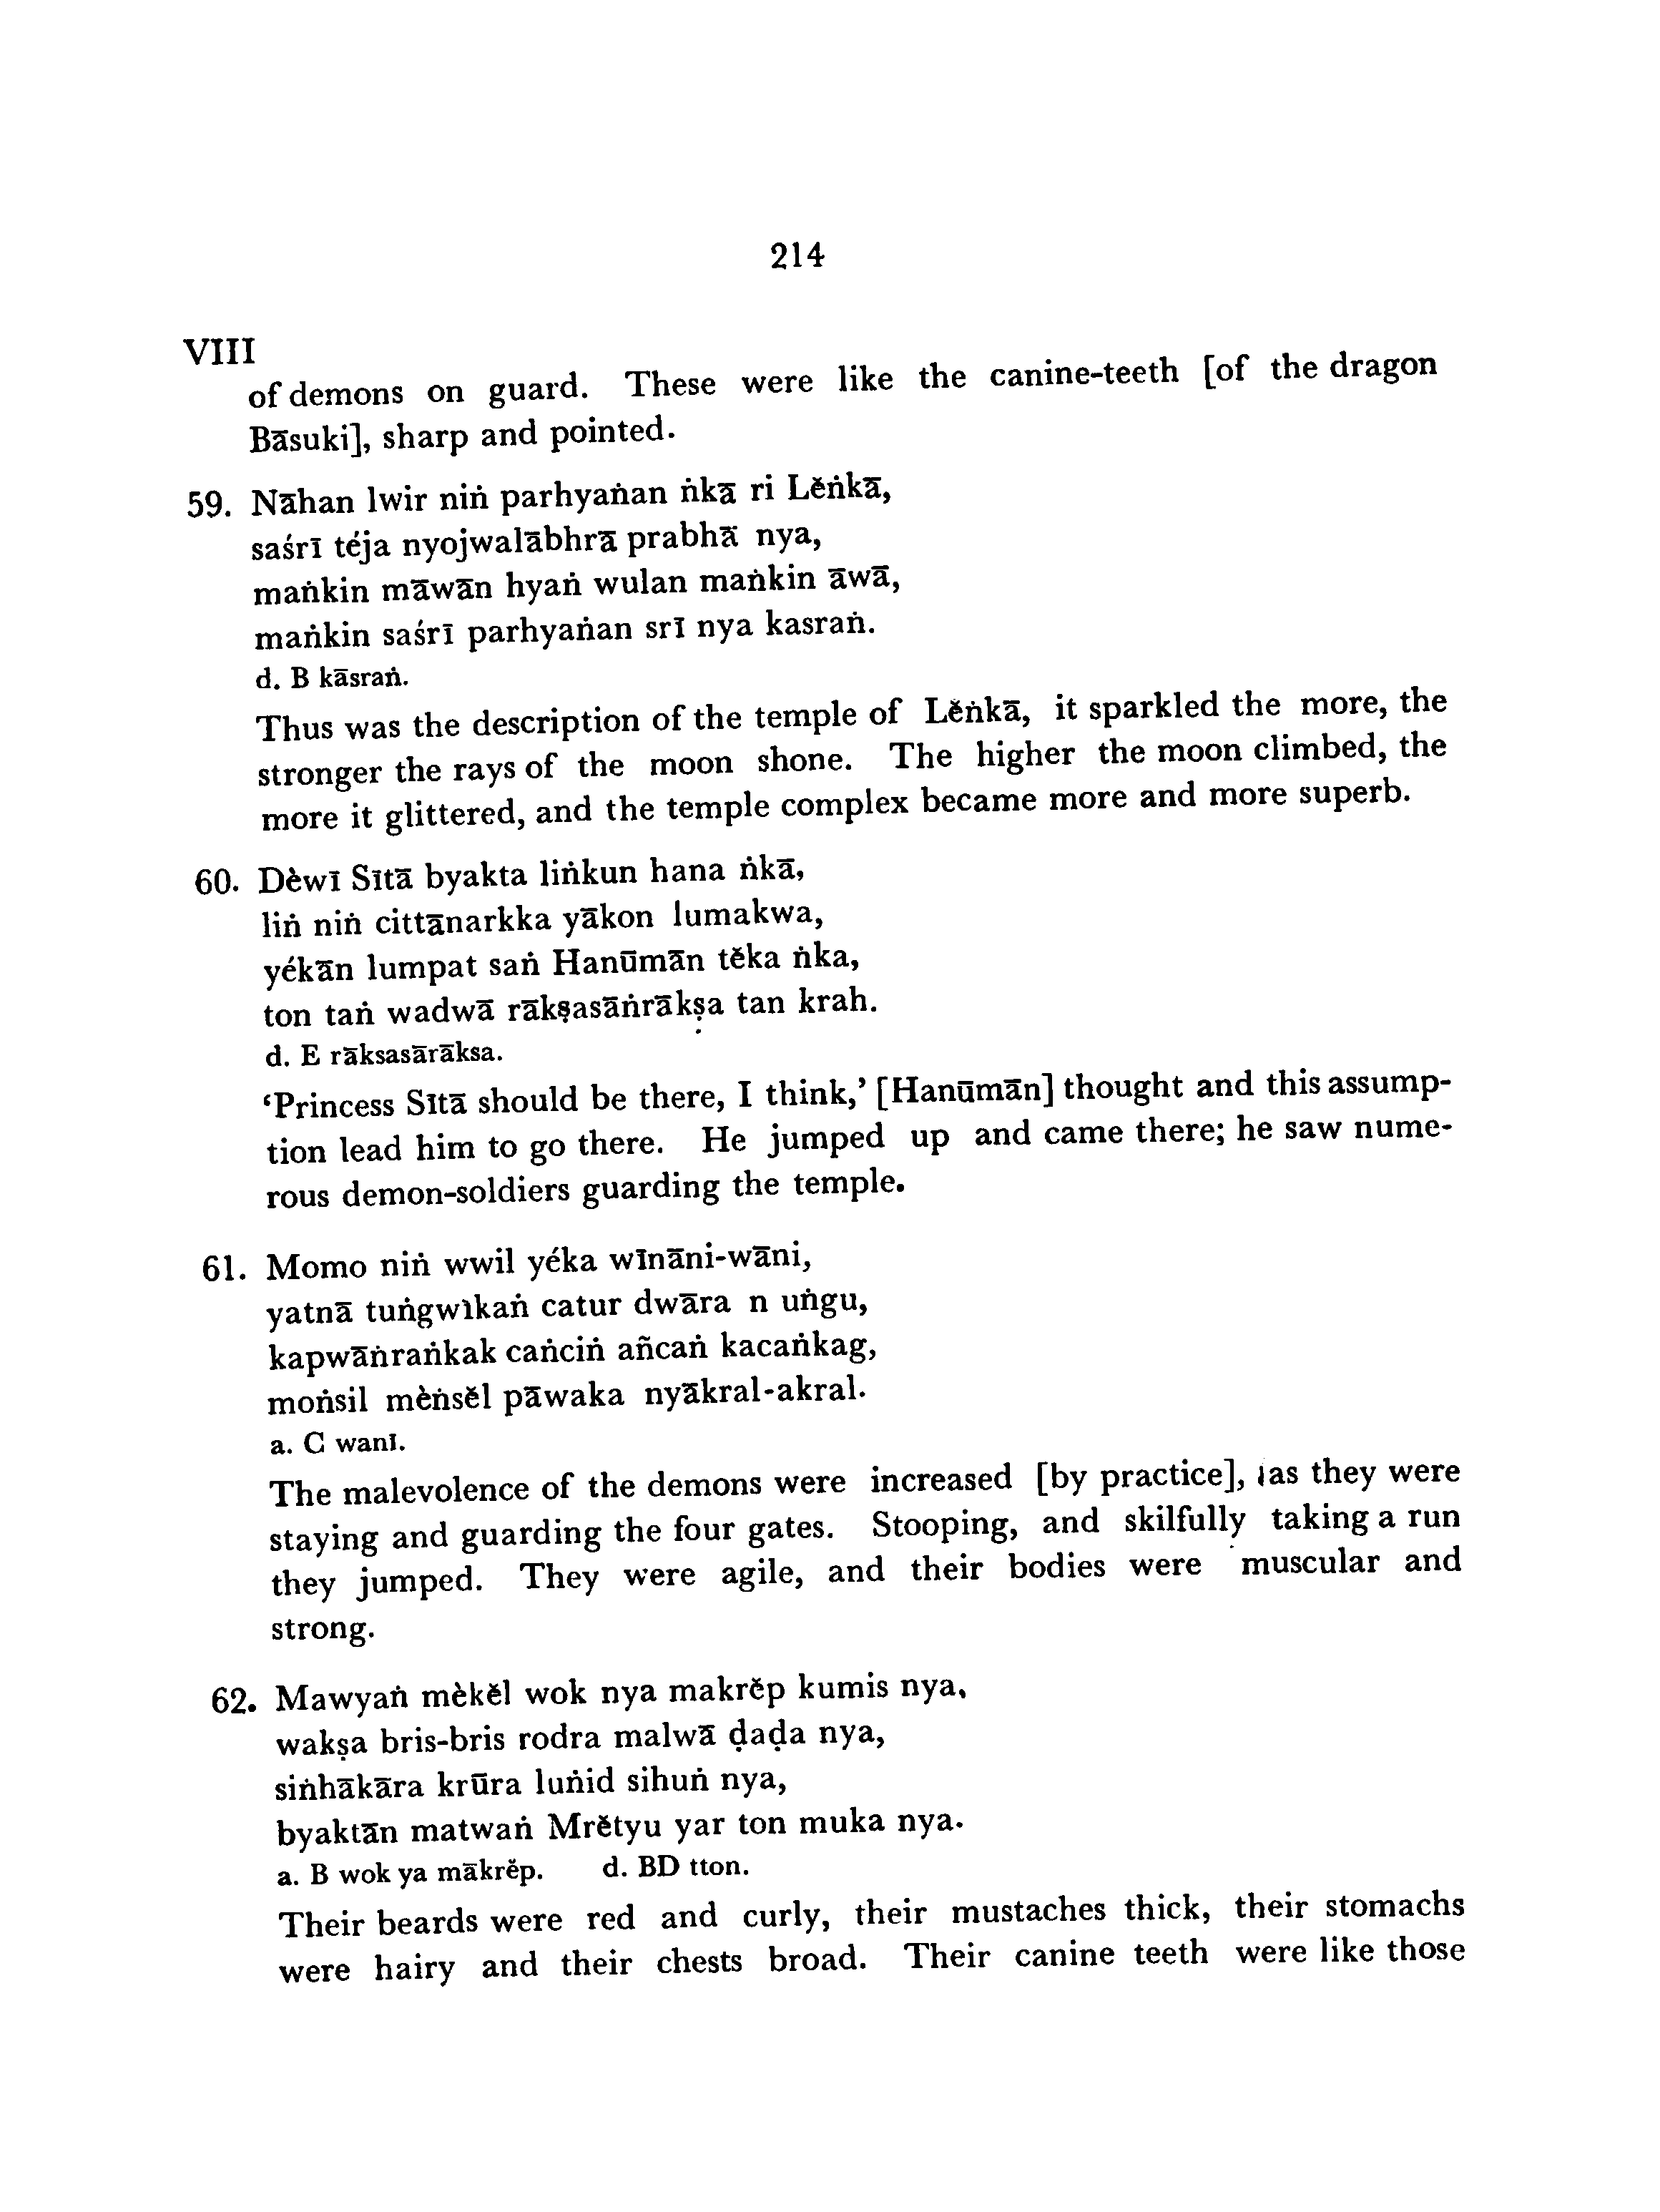 214
VIII
of demons on guard. These were like the canine-teeth [of the dragon
Bāsuki], sharp and pointed.
59. Nāhan lwir niṅ parhyaṅan ṅkā ri Lĕṅkā,
saśrī téja nyojwalābhrā prabhā nya,
maṅkin māwān hyaṅ wulan maṅkin āwā,
maṅkin saśrī parhyaṅan srī nya kasraṅ.
d. B kāsraṅ.
Thus was the description of the temple of Lĕṅkā, it sparkled the more, the
stronger the rays of the moon shone. The higher the moon climbed, the
more it glittered, and the temple complex became more and more superb.
60. Dèwī Sītā byakta liṅkun hana ṅkā,
liṅ niṅ cittānarkka yākon lumakwa,
yékān lumpat saṅ Hanūmān tĕka ṅka,
ton taṅ wadwā rākṣasāṅrākṣa tan krah.
d. E rāksasārāksa.
‘Princess Sītā should be there, I think,’ [Hanūmān] thought and this assump-
tion lead him to go there. He jumped up and came there; he saw nume-
rous demon-soldiers guarding the temple.
61. Momo niṅ wwil yéka wīnāni-wāni,
yatnā tuṅgwīkaṅ catur dwāra n uṅgu,
kapwāṅraṅkak caṅciṅ añcaṅ kacaṅkag,
moṅsil mèṅsĕl pāwaka nyākral-akral.
a. C wanī.
The malevolence of the demons were increased [by practice], as they were
staying and guarding the four gates. Stooping, and skilfully taking a run
they jumped. They were agile, and their bodies were muscular and
strong.
62. Mawyaṅ mèkĕl wok nya makrĕp kumis nya,
wakṣa bris-bris rodra malwā ḍaḍa nya,
siṅhākāra krūra luṅid sihuṅ nya,
byaktān matwaṅ Mrĕtyu yar ton muka nya.
a. B wok ya mākrĕp. d. BD tton.
Their beards were red and curly, their mustaches thick, their stomachs
were hairy and their chests broad. Their canine teeth were like those